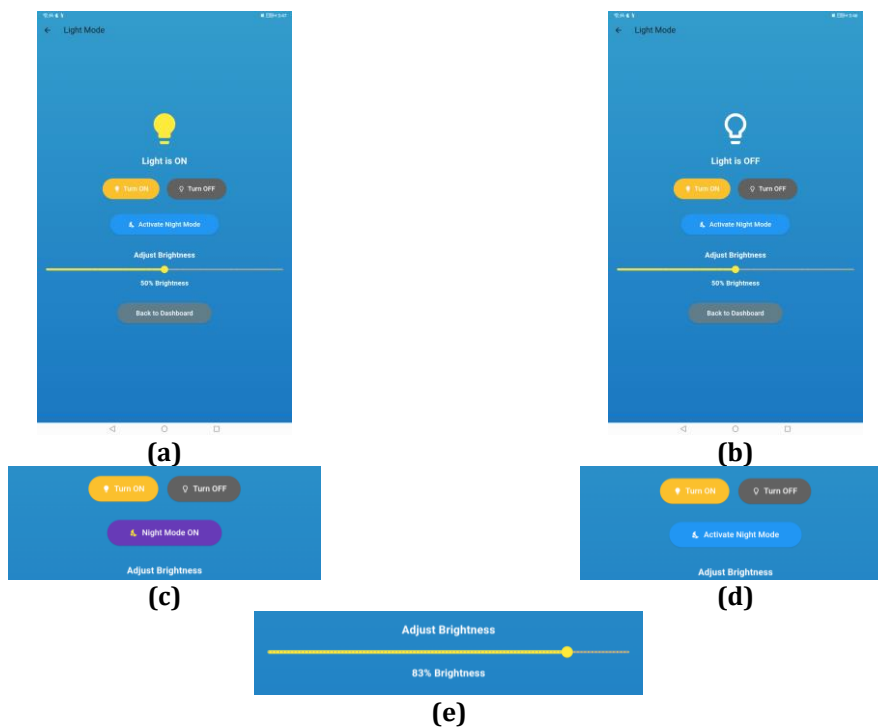 Light Mode
Light is ON
Turn ON Turn OFF
Activate Night Mode
Adjust Brightness
50% Brightness
Back to Dashboard
(a)
Light Mode
Light is OFF
Turn ON Turn OFF
Activate Night Mode
Adjust Brightness
50% Brightness
Back to Dashboard
(b)
Turn ON Turn OFF
Night Mode ON
Adjust Brightness
(c)
Turn ON Turn OFF
Activate Night Mode
Adjust Brightness
(d)
Adjust Brightness
83% Brightness
(e)